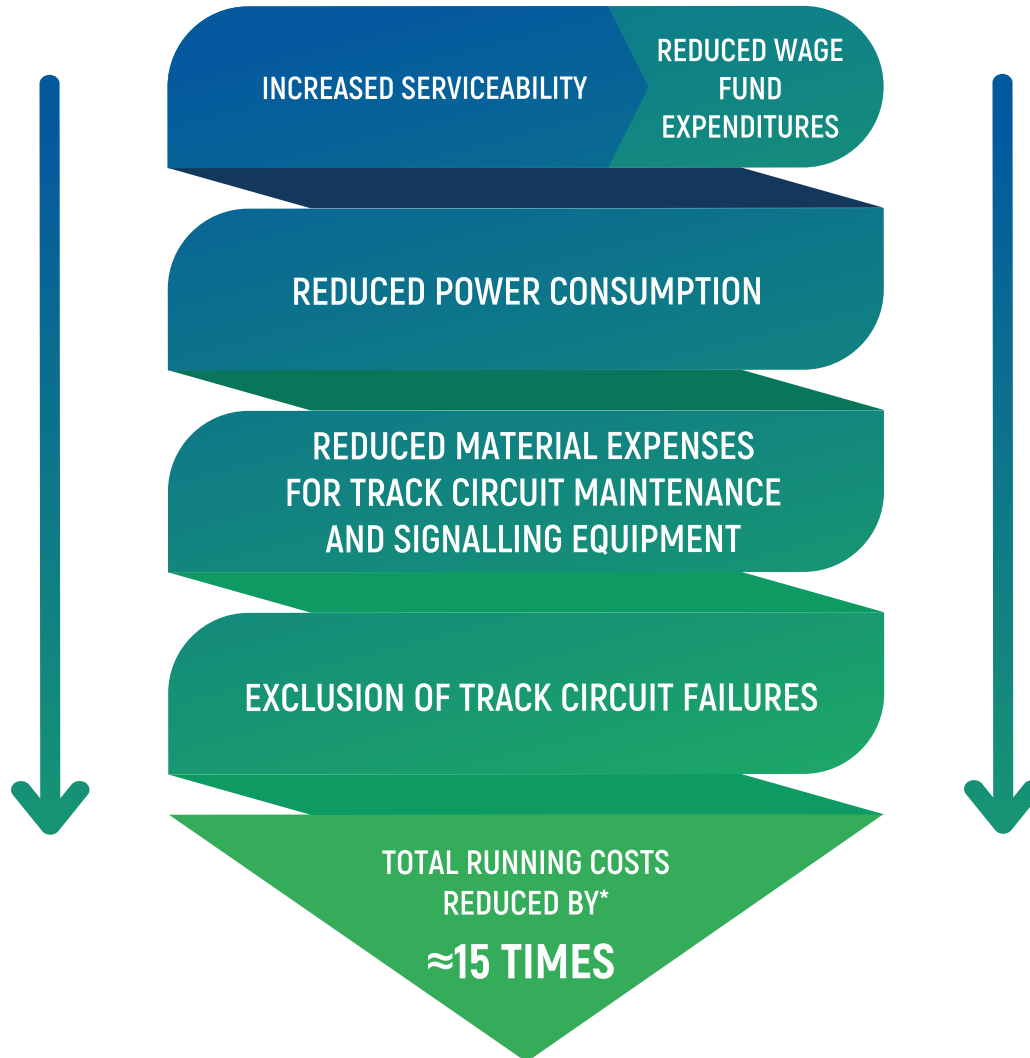 INCREASED SERVICEABILITY
REDUCED WAGE
FUND
EXPENDITURES
REDUCED POWER CONSUMPTION
REDUCED MATERIAL EXPENSES
FOR TRACK CIRCUIT MAINTENANCE
AND SIGNALLING EQUIPMENT
EXCLUSION OF TRACK CIRCUIT FAILURES
TOTAL RUNNING COSTS
REDUCED BY*
≈15 TIMES